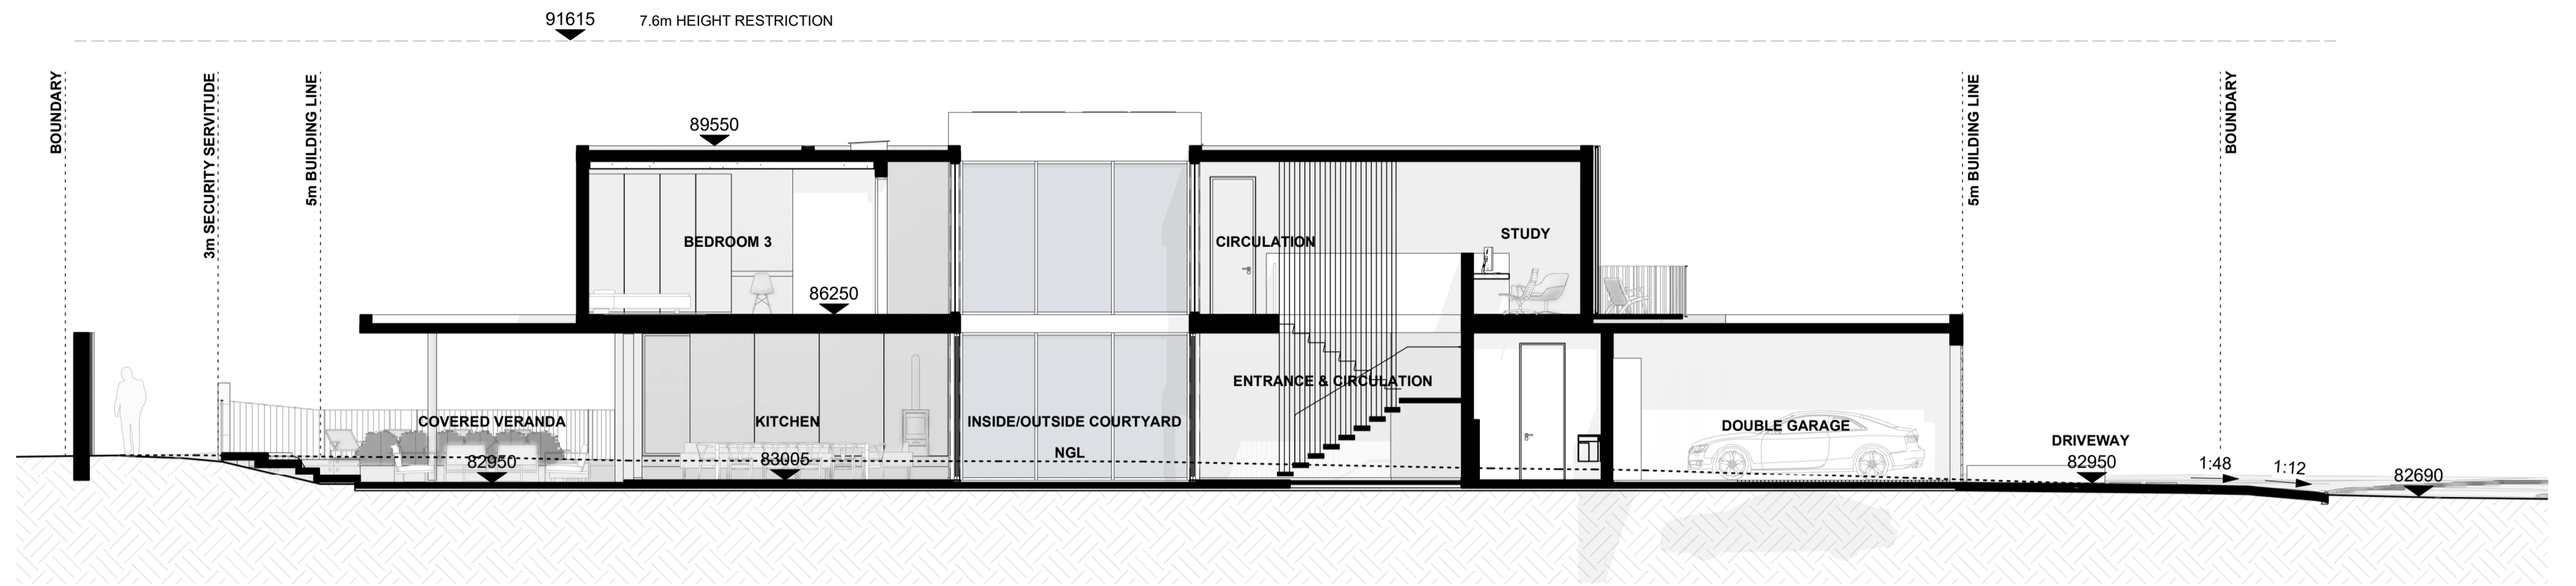 91615
7.6m HEIGHT RESTRICTION
BOUNDARY
3m SECURITY SERVITUDE
5m BUILDING LINE
5m BUILDING LINE
BOUNDARY
89550
BEDROOM 3
CIRCULATION
STUDY
86250
ENTRANCE & CIRCULATION
COVERED VERANDA
KITCHEN
INSIDE/OUTSIDE COURTYARD
DOUBLE GARAGE
DRIVEWAY
82950
83005
NGL
82950
1:48
1:12
82690